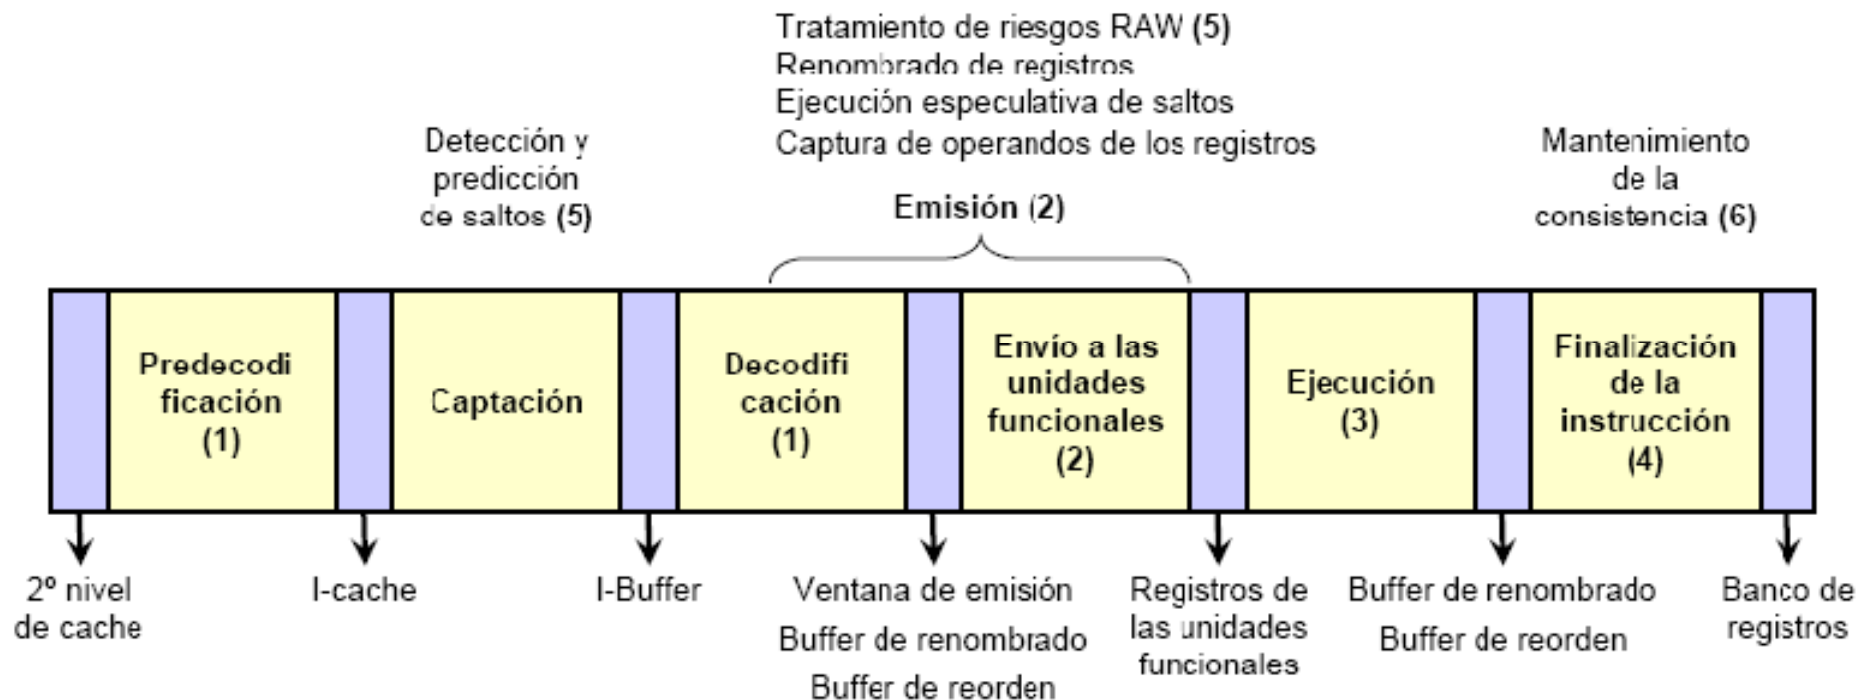 Tratamiento de riesgos RAW (5)
Renombrado de registros
Ejecución especulativa de saltos
Captura de operandos de los registros
Detección y
predicción
de saltos (5)
Emisión (2)
Mantenimiento
de la
consistencia (6)
Predecodi
ficación
(1)
Captación
Decodifi
cación
(1)
Envío a las
unidades
funcionales
(2)
Ejecución
(3)
Finalización
de la
instrucción
(4)
2º nivel
de cache
I-cache
I-Buffer
Ventana de emisión
Buffer de renombrado
Buffer de reorden
Registros de
las unidades
funcionales
Buffer de renombrado
Buffer de reorden
Banco de
registros